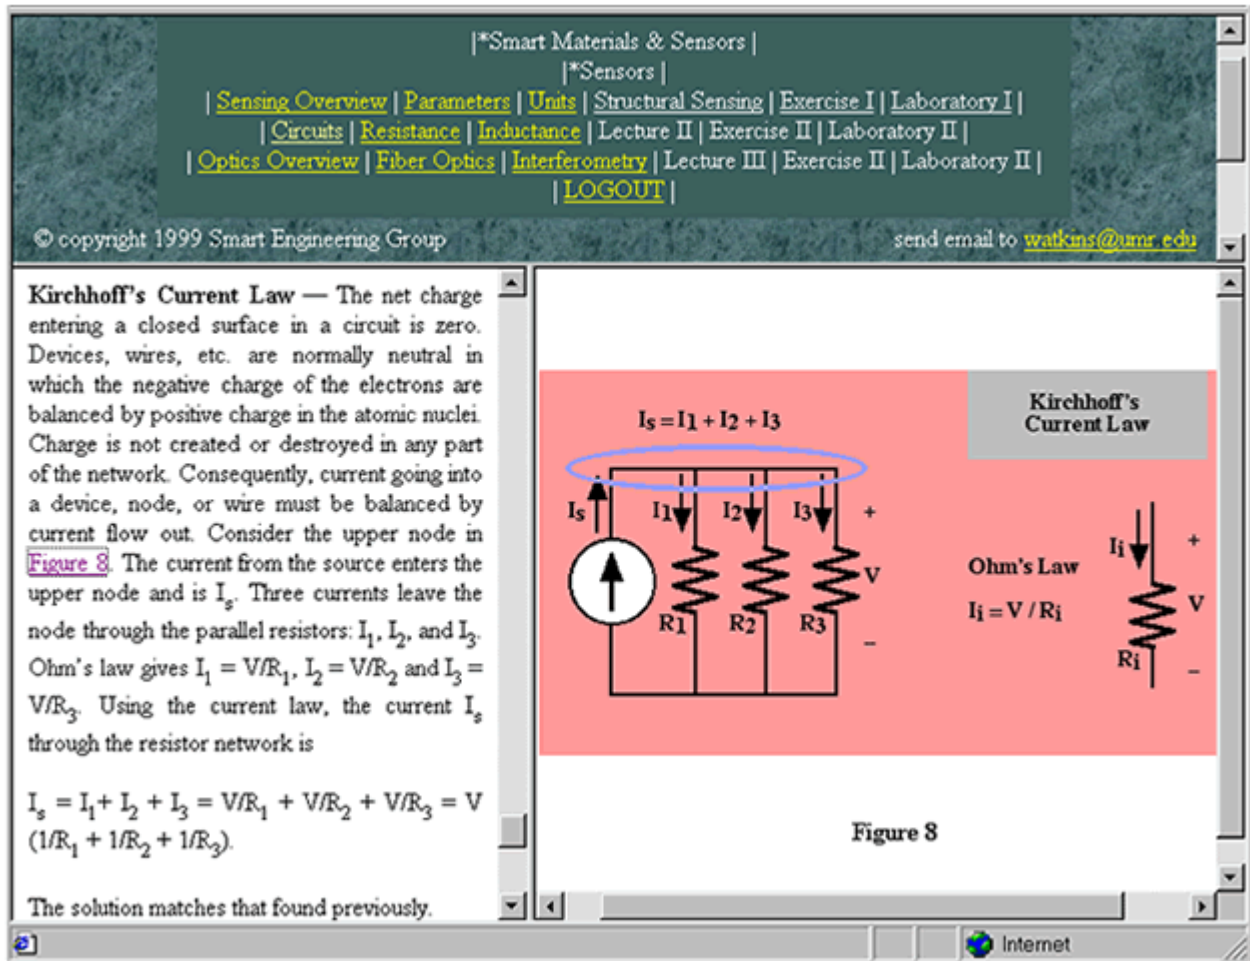 |*Smart Materials & Sensors |
|*Sensors |
| Sensing Overview | Parameters | Units | Structural Sensing | Exercise I | Laboratory I |
| Circuits | Resistance | Inductance | Lecture II | Exercise II | Laboratory II |
| Optics Overview | Fiber Optics | Interferometry | Lecture III | Exercise II | Laboratory II |
| LOGOUT |
© copyright 1999 Smart Engineering Group
send email to watkins@umr.edu
Kirchhoff's Current Law — The net charge
entering a closed surface in a circuit is zero.
Devices, wires, etc. are normally neutral in
which the negative charge of the electrons are
balanced by positive charge in the atomic nuclei.
Charge is not created or destroyed in any part
of the network. Consequently, current going into
a device, node, or wire must be balanced by
current flow out. Consider the upper node in
Figure 8. The current from the source enters the
upper node and is Is. Three currents leave the
node through the parallel resistors: I1, I2, and I3.
Ohm's law gives I1 = V/R1, I2 = V/R2 and I3 =
V/R3. Using the current law, the current Is
through the resistor network is
Is = I1+ I2 + I3 = V/R1 + V/R2 + V/R3 = V
(1/R1 + 1/R2 + 1/R3).
The solution matches that found previously.
Kirchhoff's
Current Law
Is = I1 + I2 + I3
Is
I1
I2
I3
+
V
–
R1
R2
R3
Ohm's Law
Ii = V / Ri
Ii
+
V
–
Ri
Figure 8
Internet